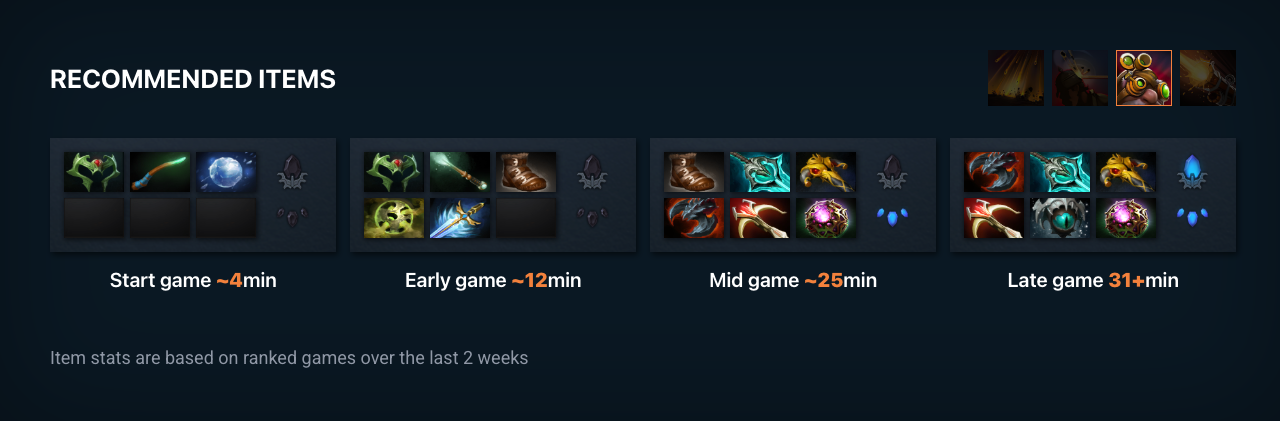 RECOMMENDED ITEMS
Start game ~4min
Early game ~12min
Mid game ~25min
Late game 31+min
Item stats are based on ranked games over the last 2 weeks